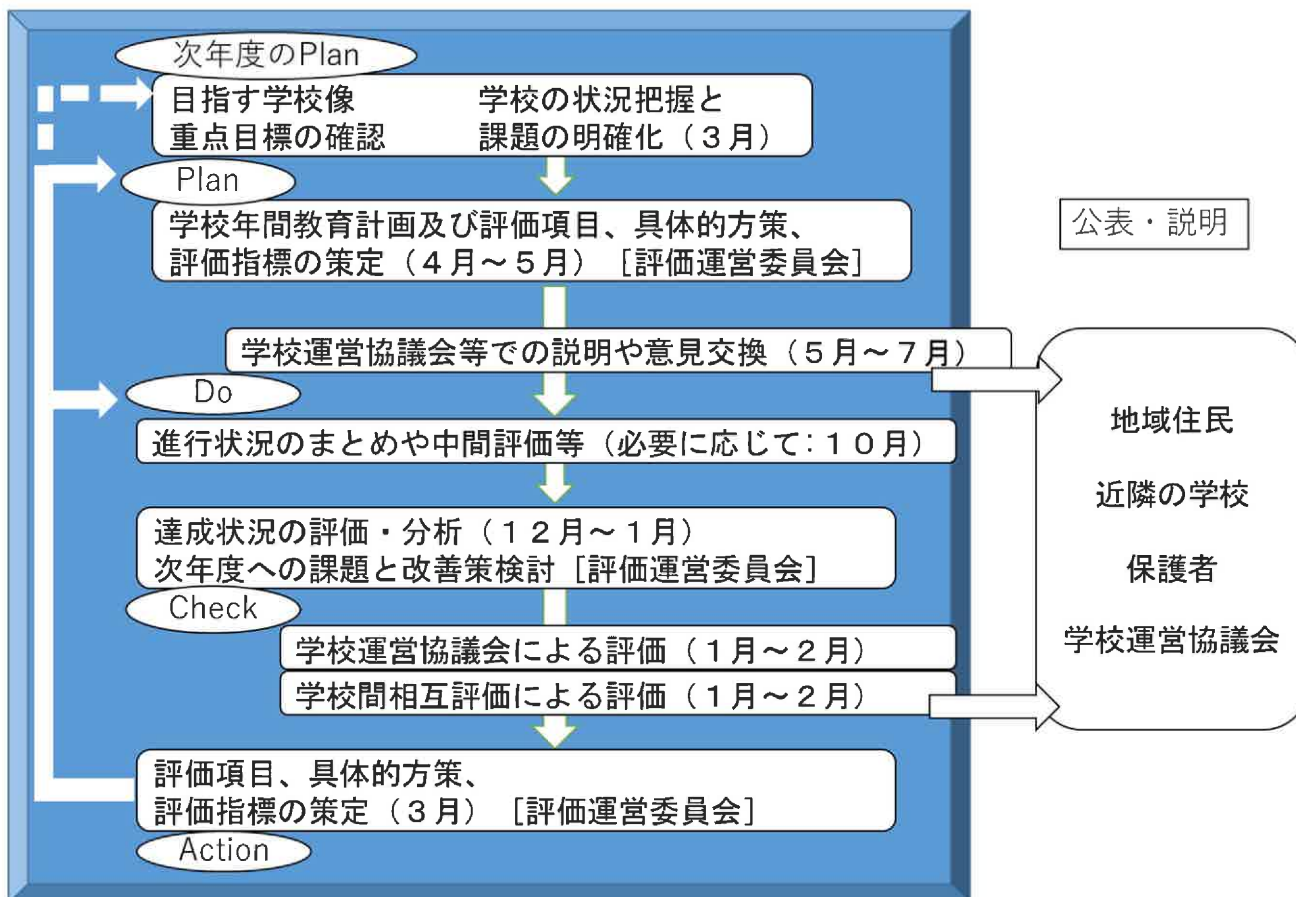 次年度のPlan
目指す学校像 学校の状況把握と
重点目標の確認 課題の明確化（３月）
Plan
学校年間教育計画及び評価項目、具体的方策、
評価指標の策定（４月～５月）［評価運営委員会］
公表・説明
学校運営協議会等での説明や意見交換（５月～７月）
Do
進行状況のまとめや中間評価等（必要に応じて：１０月）
達成状況の評価・分析（１２月～１月）
次年度への課題と改善策検討［評価運営委員会］
Check
学校運営協議会による評価（１月～２月）
学校間相互評価による評価（１月～２月）
評価項目、具体的方策、
評価指標の策定（３月）［評価運営委員会］
Action
地域住民
近隣の学校
保護者
学校運営協議会